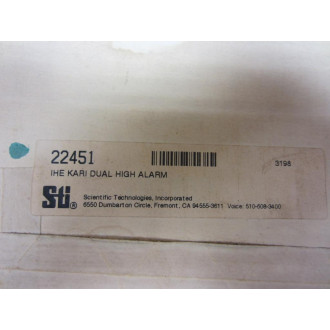 22451
IHE KARI DUAL HIGH ALARM
3198
Sti®
Scientific Technologies, Incorporated
6550 Dumbarton Circle, Fremont, CA 94555-3611 Voice: 510-608-3400